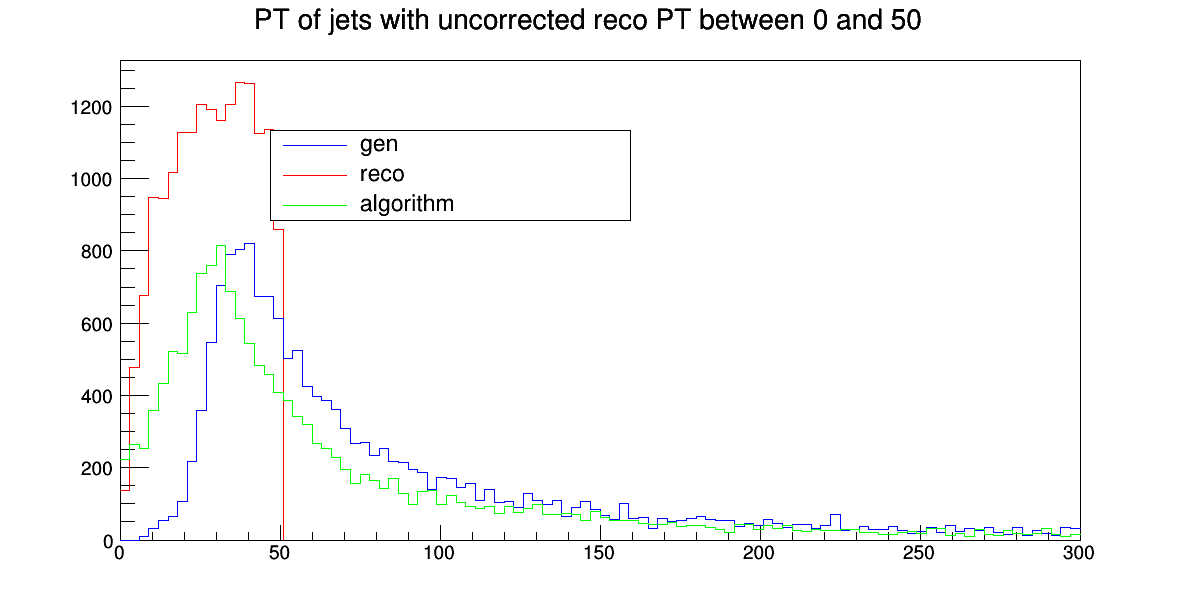 PT of jets with uncorrected reco PT between 0 and 50
1200
1000
800
600
400
200
0
gen
reco
algorithm
0 50 100 150 200 250 300